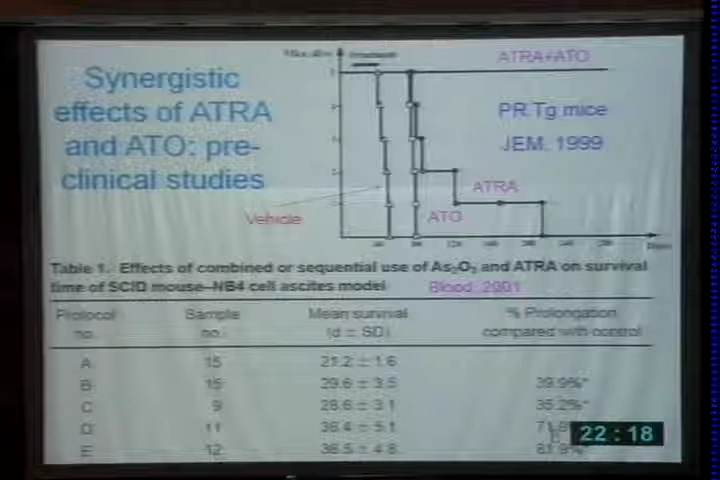 Synergistic
effects of ATRA
and ATO: pre-
clinical studies
ATRA+ATO
PR Tg mice
JEM. 1999
ATRA
Vehicle
ATO
Table 1. Effects of combined or sequential use of As₂O₃ and ATRA on survival
time of SCID mouse–NB4 cell ascites model
Blood, 2001
Protocol Sample Mean survival % Prolongation
no. no. (d ± SD) compared with control
A 15 21.2 ± 1.6
B 15 29.6 ± 3.5 39.9%*
C 9 28.6 ± 3.1 35.2%*
D 11 36.4 ± 5.1
E 12 38.5 ± 4.8 81.9%*
22:18